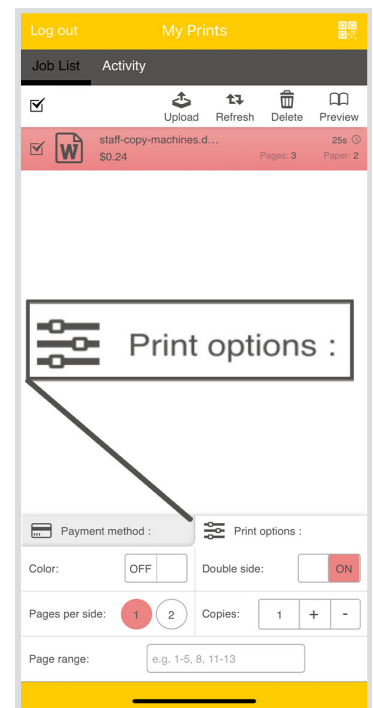 Log out My Prints
Job List Activity
Upload Refresh Delete Preview
W staff-copy-machines.d... 25s
$0.24 Pages: 3 Paper: 2
Print options :
Payment method : Print options :
Color: OFF Double side: ON
Pages per side: 1 2 Copies: 1 + -
Page range: e.g. 1-5, 8, 11-13